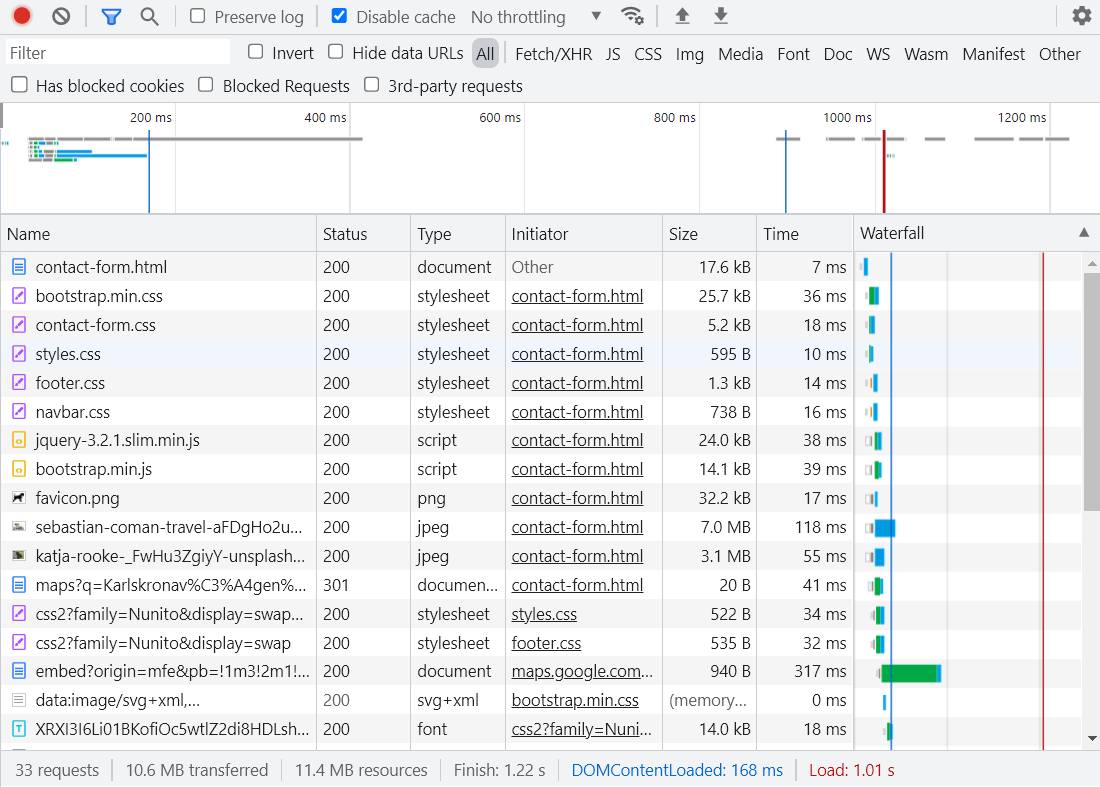 Preserve log Disable cache No throttling
Filter Invert Hide data URLs All Fetch/XHR JS CSS Img Media Font Doc WS Wasm Manifest Other
Has blocked cookies Blocked Requests 3rd-party requests
200 ms 400 ms 600 ms 800 ms 1000 ms 1200 ms
Name Status Type Initiator Size Time Waterfall
contact-form.html 200 document Other 17.6 kB 7 ms
bootstrap.min.css 200 stylesheet contact-form.html 25.7 kB 36 ms
contact-form.css 200 stylesheet contact-form.html 5.2 kB 18 ms
styles.css 200 stylesheet contact-form.html 595 B 10 ms
footer.css 200 stylesheet contact-form.html 1.3 kB 14 ms
navbar.css 200 stylesheet contact-form.html 738 B 16 ms
jquery-3.2.1.slim.min.js 200 script contact-form.html 24.0 kB 38 ms
bootstrap.min.js 200 script contact-form.html 14.1 kB 39 ms
favicon.png 200 png contact-form.html 32.2 kB 17 ms
sebastian-coman-travel-aFDgHo2u... 200 jpeg contact-form.html 7.0 MB 118 ms
katja-rooke-_FwHu3ZgiyY-unsplash... 200 jpeg contact-form.html 3.1 MB 55 ms
maps?q=Karlskronav%C3%A4gen%... 301 documen... contact-form.html 20 B 41 ms
css2?family=Nunito&display=swap... 200 stylesheet styles.css 522 B 34 ms
css2?family=Nunito&display=swap 200 stylesheet footer.css 535 B 32 ms
embed?origin=mfe&pb=!1m3!2m1!... 200 document maps.google.com... 940 B 317 ms
data:image/svg+xml,... 200 svg+xml bootstrap.min.css (memory... 0 ms
XRXI3I6Li01BKofiOc5wtlZ2di8HDLsh... 200 font css2?family=Nuni... 14.0 kB 18 ms
33 requests 10.6 MB transferred 11.4 MB resources Finish: 1.22 s DOMContentLoaded: 168 ms Load: 1.01 s